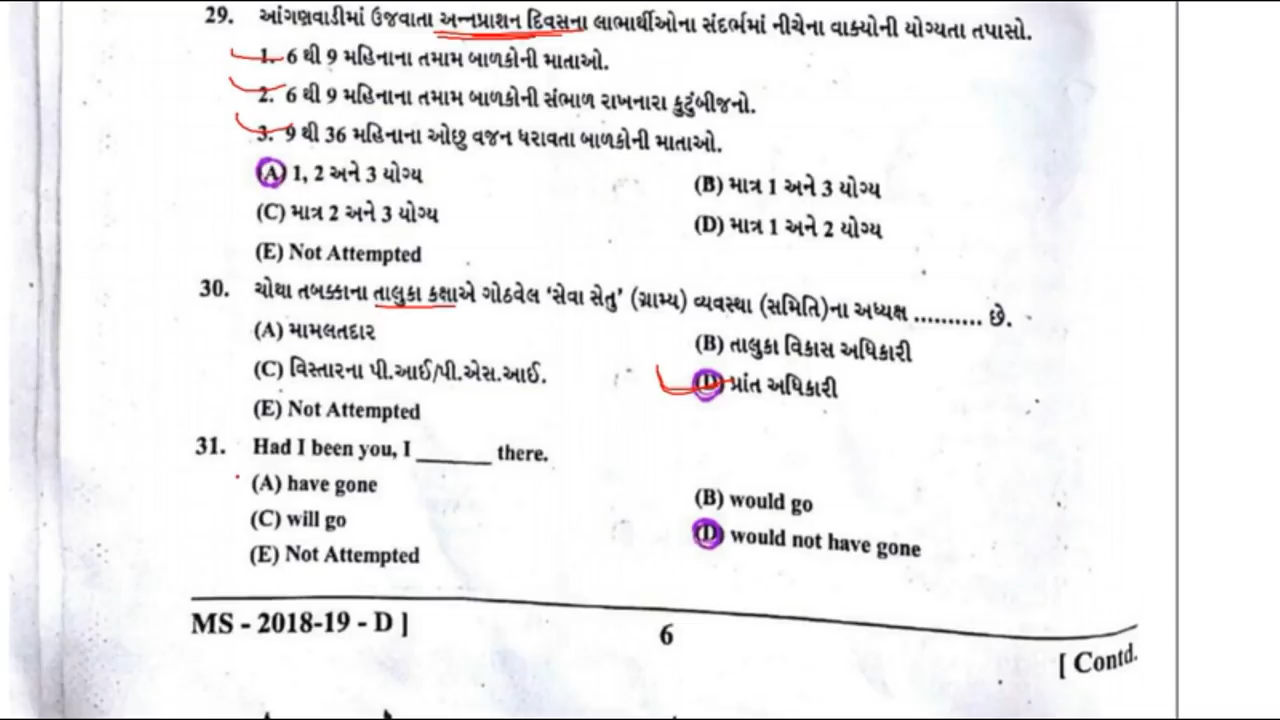 29. આંગણવાડીમાં ઉજવાતા અન્નપ્રાશન દિવસના લાભાર્થીઓના સંદર્ભમાં નીચેના વાક્યોની યોગ્યતા તપાસો.
1. 6 થી 9 મહિનાના તમામ બાળકોની માતાઓ.
2. 6 થી 9 મહિનાના તમામ બાળકોની સંભાળ રાખનારા કુટુંબીજનો.
3. 9 થી 36 મહિનાના ઓછુ વજન ધરાવતા બાળકોની માતાઓ.
(A) 1, 2 અને 3 યોગ્ય (B) માત્ર 1 અને 3 યોગ્ય
(C) માત્ર 2 અને 3 યોગ્ય (D) માત્ર 1 અને 2 યોગ્ય
(E) Not Attempted
30. ચોથા તબક્કાના તાલુકા કક્ષાએ ગોઠવેલ ‘સેવા સેતુ’ (ગ્રામ્ય) વ્યવસ્થા (સમિતિ)ના અધ્યક્ષ .......... છે.
(A) મામલતદાર (B) તાલુકા વિકાસ અધિકારી
(C) વિસ્તારના પી.આઈ/પી.એસ.આઈ. (D) પ્રાંત અધિકારી
(E) Not Attempted
31. Had I been you, I _______ there.
(A) have gone (B) would go
(C) will go (D) would not have gone
(E) Not Attempted
MS - 2018-19 - D ] 6 [ Contd.